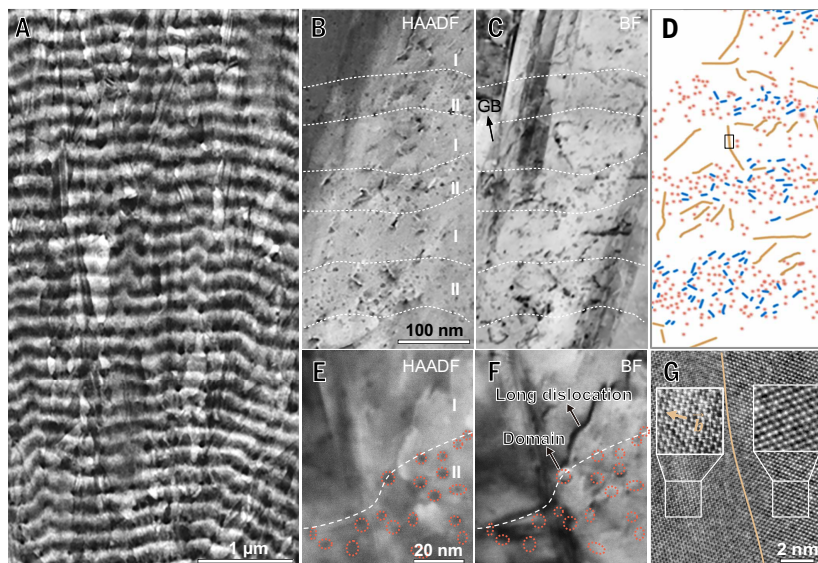 A
1 μm
B
HAADF
I
II
I
II
I
II
100 nm
C
BF
GB
D
E
HAADF
I
II
20 nm
F
BF
Long dislocation
Domain
G
2 nm